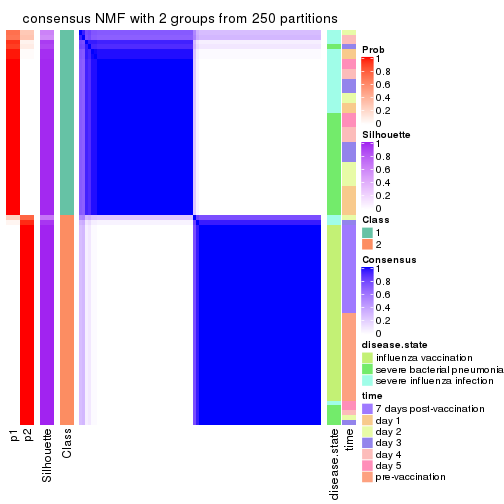 consensus NMF with 2 groups from 250 partitions
Prob
1
0.8
0.6
0.4
0.2
0
Silhouette
1
0.8
0.6
0.4
0.2
0
Class
1
2
Consensus
1
0.8
0.6
0.4
0.2
0
disease.state
influenza vaccination
severe bacterial pneumonia
severe influenza infection
time
7 days post-vaccination
day 1
day 2
day 3
day 4
day 5
pre-vaccination
p1
p2
Silhouette
Class
disease.state
time